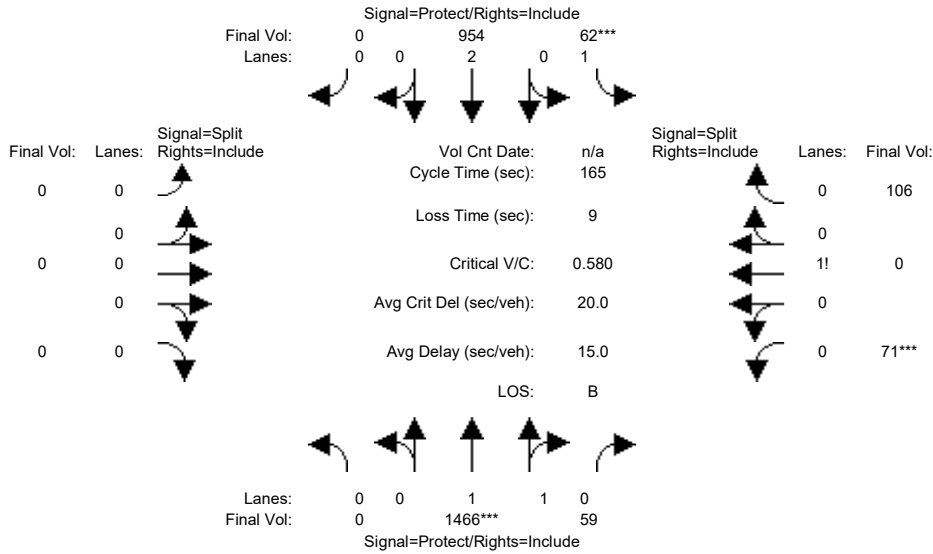 Signal=Protect/Rights=Include
Final Vol: 0 954 62***
Lanes: 0 0 2 0 1
Signal=Split Signal=Split
Final Vol: Lanes: Rights=Include Vol Cnt Date: n/a Rights=Include Lanes: Final Vol:
Cycle Time (sec): 165
0 0 0 106
Loss Time (sec): 9
0 0
0 0 Critical V/C: 0.580 1! 0
0 Avg Crit Del (sec/veh): 20.0 0
0 0 Avg Delay (sec/veh): 15.0 0 71***
LOS: B
Lanes: 0 0 1 1 0
Final Vol: 0 1466*** 59
Signal=Protect/Rights=Include